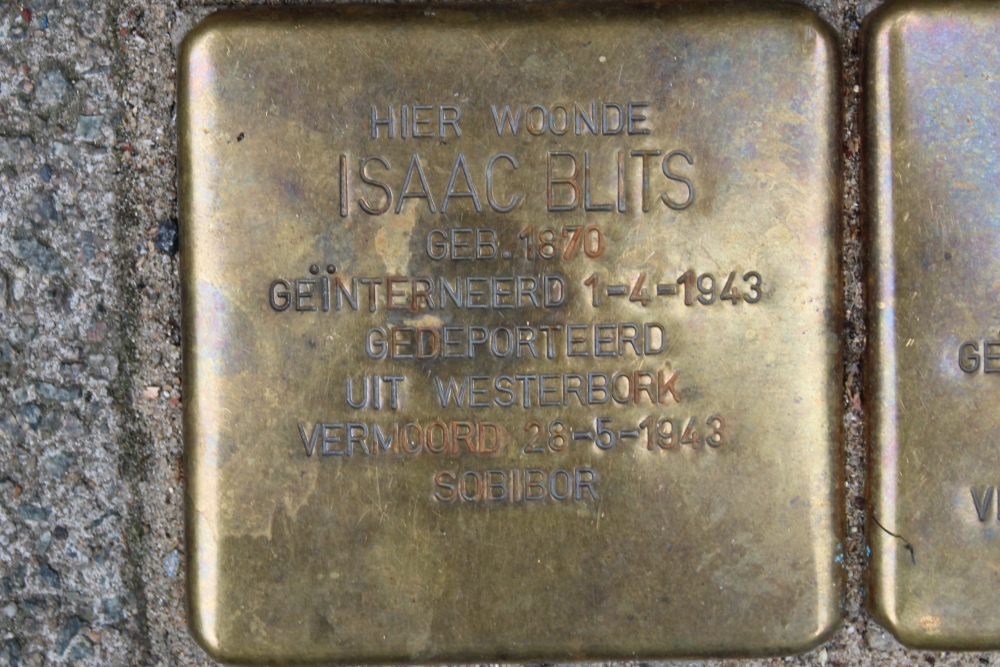 HIER WOONDE
ISAAC BLITS
GEB. 1870
GEÏNTERNEERD 1-4-1943
GEDEPORTEERD
UIT WESTERBORK
VERMOORD 28-5-1943
SOBIBOR